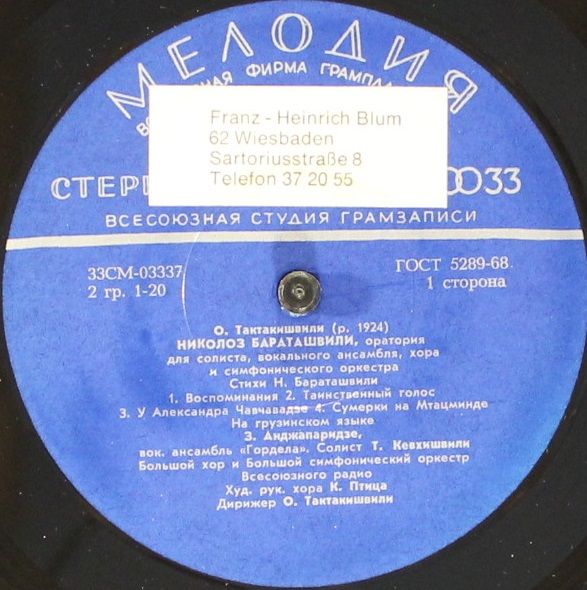 МЕЛОДИЯ
ФИРМА
Franz - Heinrich Blum
62 Wiesbaden
Sartoriusstraße 8
Telefon 37 20 55
33
ВСЕСОЮЗНАЯ СТУДИЯ ГРАМЗАПИСИ
33СМ-03337
ГОСТ 5289-68
2 гр. 1-20
1 сторона
О. Тактакишвили (р. 1924)
НИКОЛОЗ БАРАТАШВИЛИ, оратория
для солиста, вокального ансамбля, хора
и симфонического оркестра
Стихи Н. Бараташвили
1. Воспоминания 2. Таинственный голос
3. У Александра Чавчавадзе 4. Сумерки на Мтацминде
На грузинском языке
З. Анджапаридзе,
вок. ансамбль «Гордела». Солист Т. Кевхишвили
Большой хор и Большой симфонический оркестр
Всесоюзного радио
Худ. рук. хора К. Птица
Дирижер О. Тактакишвили